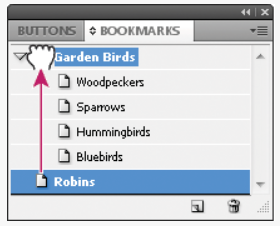 BUTTONS BOOKMARKS
Garden Birds
Woodpeckers
Sparrows
Hummingbirds
Bluebirds
Robins